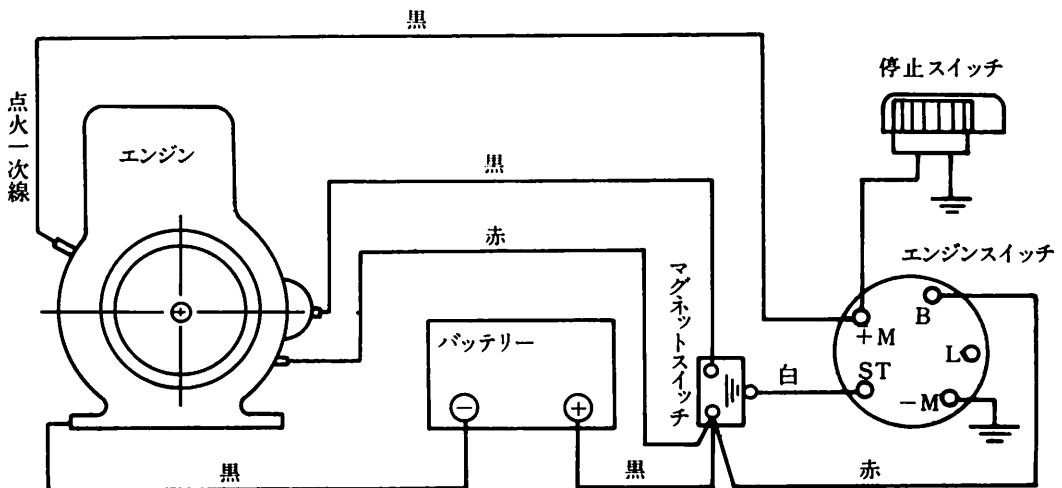 黒
停止スイッチ
点火一次線
エンジン
黒
赤
エンジンスイッチ
マグネットスイッチ
B
+M
バッテリー
L
ST
白
−M
−
+
黒
黒
赤